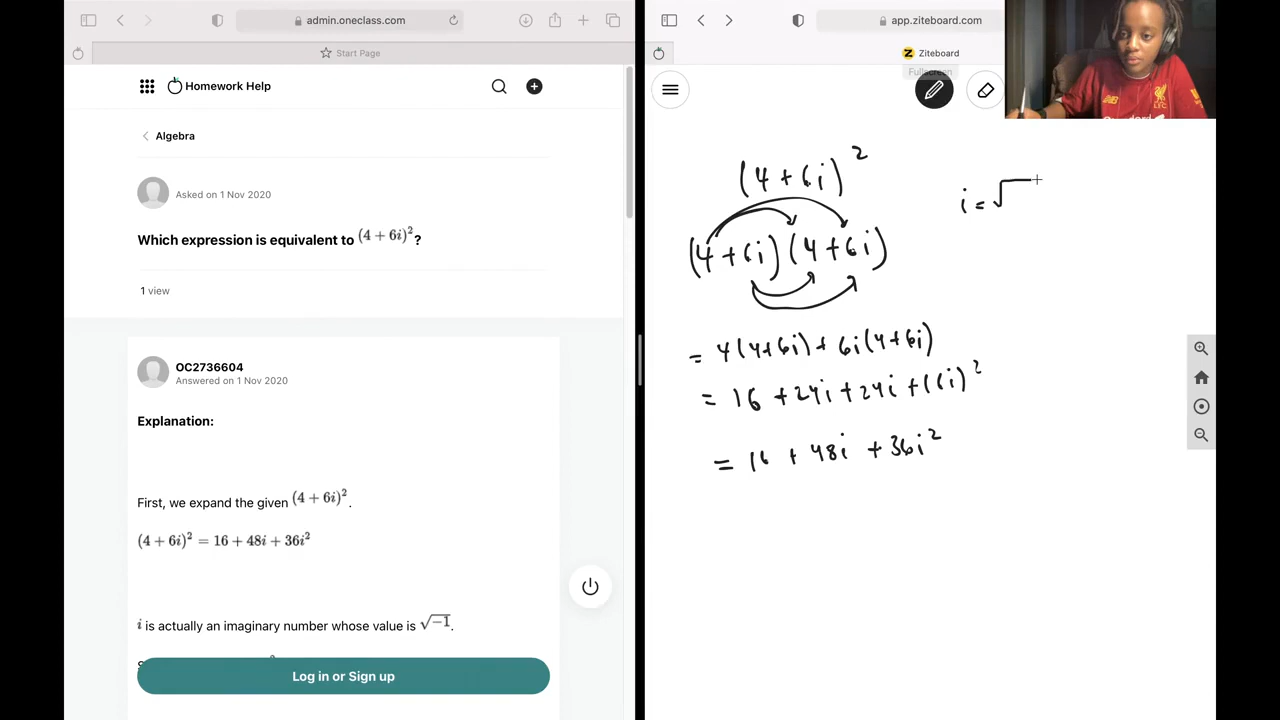 admin.oneclass.com
Start Page
Homework Help
Algebra
Asked on 1 Nov 2020
Which expression is equivalent to (4 + 6i)²?
1 view
OC2736604
Answered on 1 Nov 2020
Explanation:
First, we expand the given (4 + 6i)².
(4 + 6i)² = 16 + 48i + 36i²
i is actually an imaginary number whose value is √−1.
Log in or Sign up
app.ziteboard.com
Z Ziteboard
Fullscreen
(4 + 6i)²
i = √
(4 + 6i)(4 + 6i)
= 4(4+6i) + 6i(4+6i)
= 16 + 24i + 24i + (6i)²
= 16 + 48i + 36i²